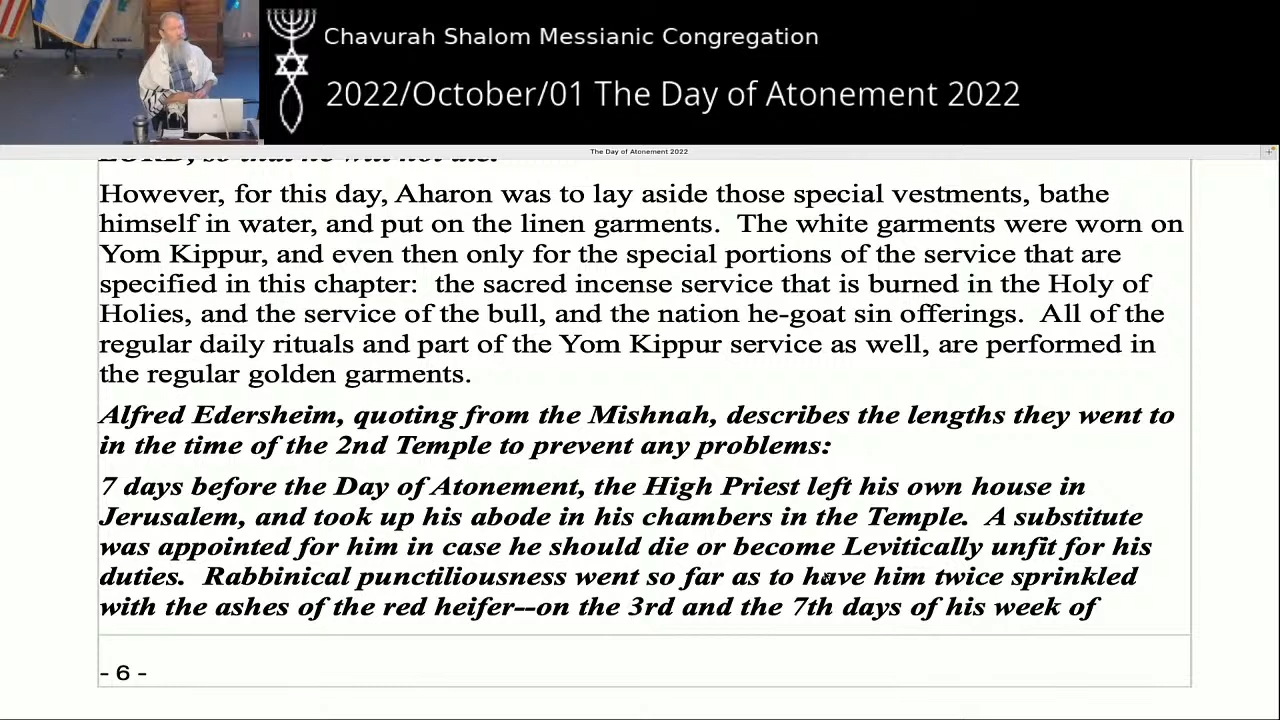 Chavurah Shalom Messianic Congregation
2022/October/01 The Day of Atonement 2022
The Day of Atonement 2022
LORD, so that he will not die.
However, for this day, Aharon was to lay aside those special vestments, bathe
himself in water, and put on the linen garments.  The white garments were worn on
Yom Kippur, and even then only for the special portions of the service that are
specified in this chapter:  the sacred incense service that is burned in the Holy of
Holies, and the service of the bull, and the nation he-goat sin offerings.  All of the
regular daily rituals and part of the Yom Kippur service as well, are performed in
the regular golden garments.
Alfred Edersheim, quoting from the Mishnah, describes the lengths they went to
in the time of the 2nd Temple to prevent any problems:
7 days before the Day of Atonement, the High Priest left his own house in
Jerusalem, and took up his abode in his chambers in the Temple.  A substitute
was appointed for him in case he should die or become Levitically unfit for his
duties.  Rabbinical punctiliousness went so far as to have him twice sprinkled
with the ashes of the red heifer--on the 3rd and the 7th days of his week of
- 6 -